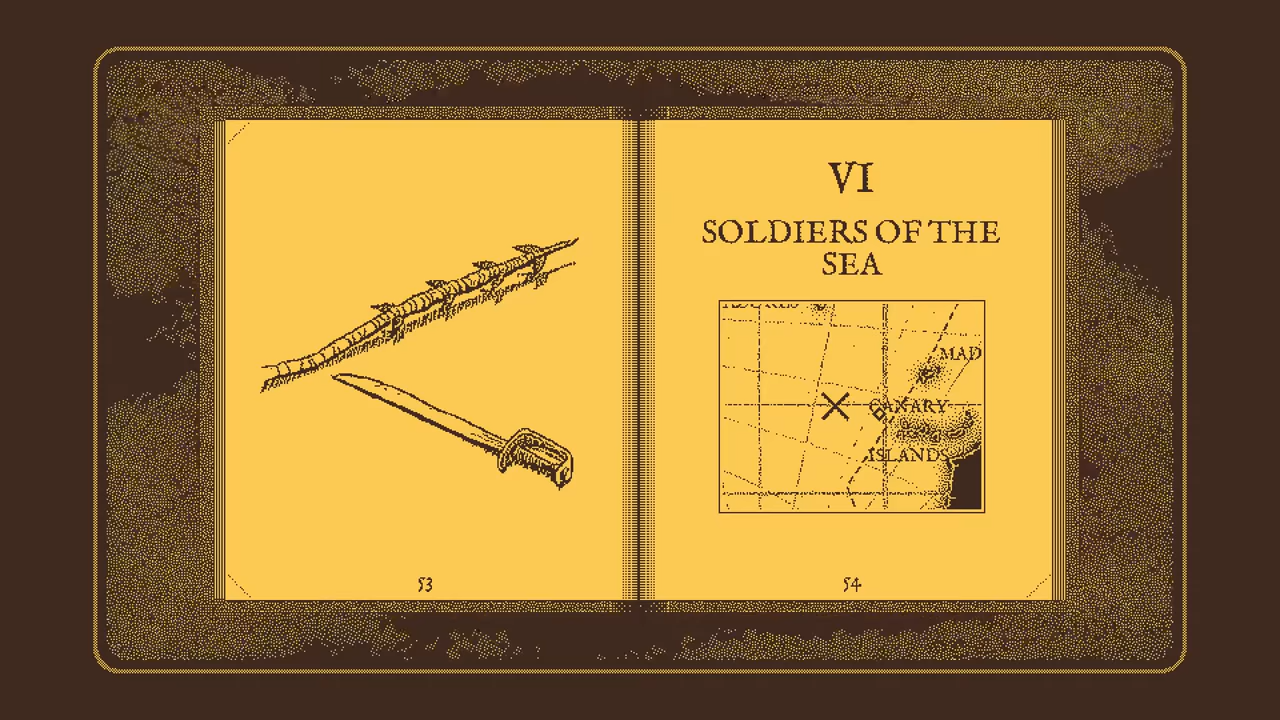 VI
SOLDIERS OF THE
SEA
MAD
CANARY
ISLANDS
53
54